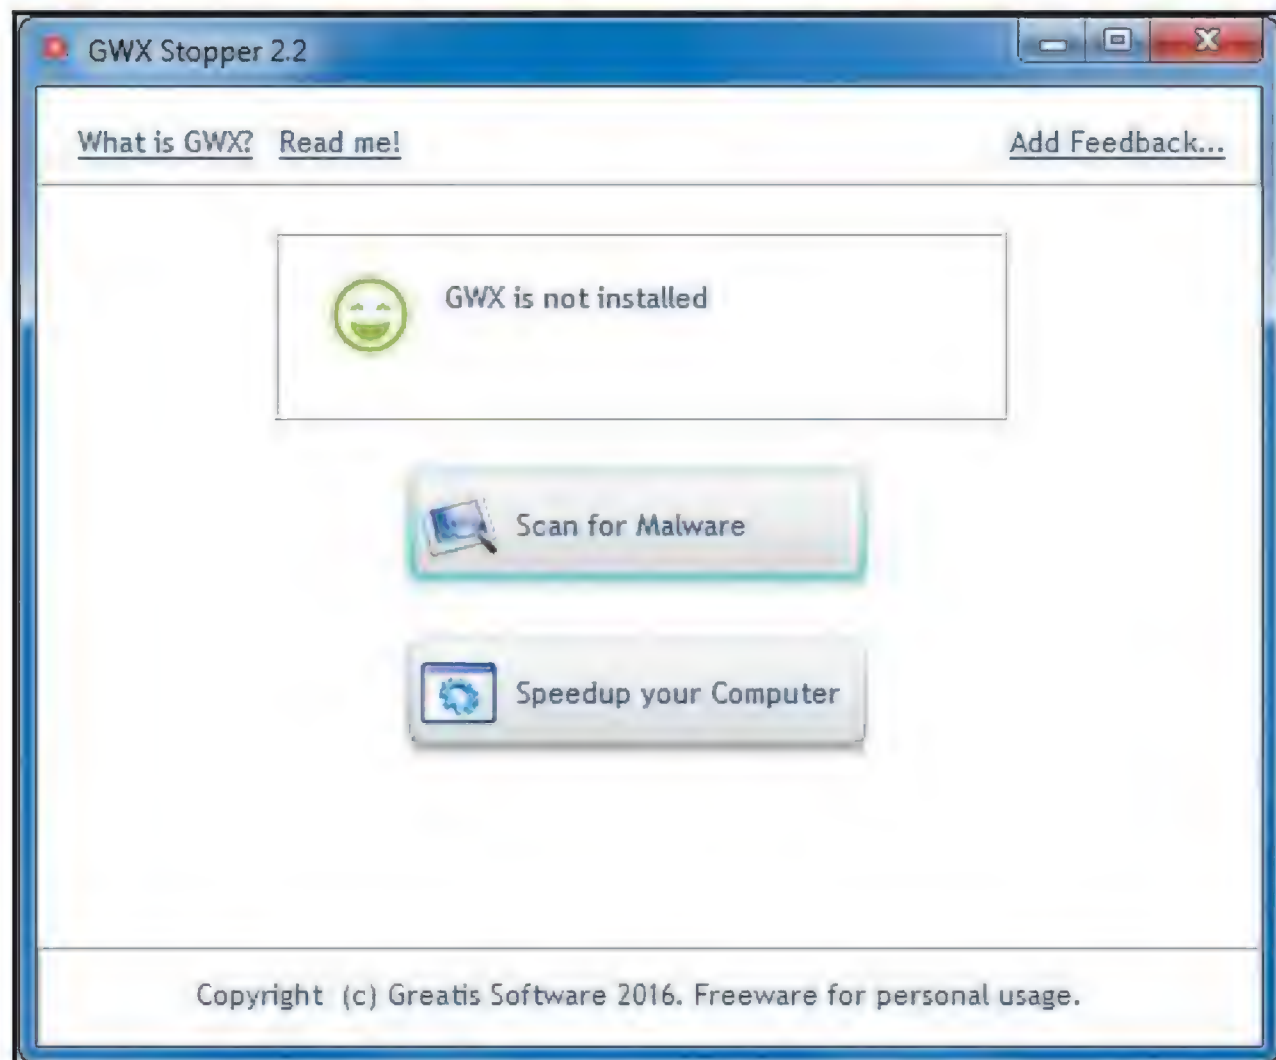 GWX Stopper 2.2
What is GWX? Read me! Add Feedback...
GWX is not installed
Scan for Malware
Speedup your Computer
Copyright (c) Greatis Software 2016. Freeware for personal usage.